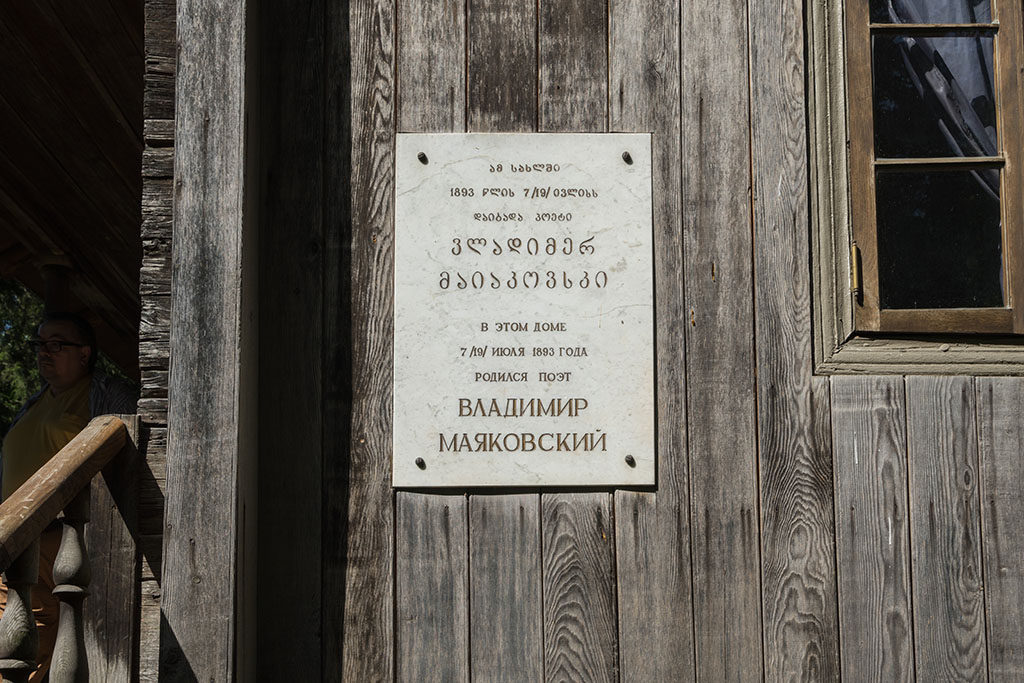 ამ სახლში
1893 წლის 7/19/ ივლისს
დაიბადა პოეტი
ვლადიმერ
მაიაკოვსკი
В ЭТОМ ДОМЕ
7/19/ ИЮЛЯ 1893 ГОДА
РОДИЛСЯ ПОЭТ
ВЛАДИМИР
МАЯКОВСКИЙ